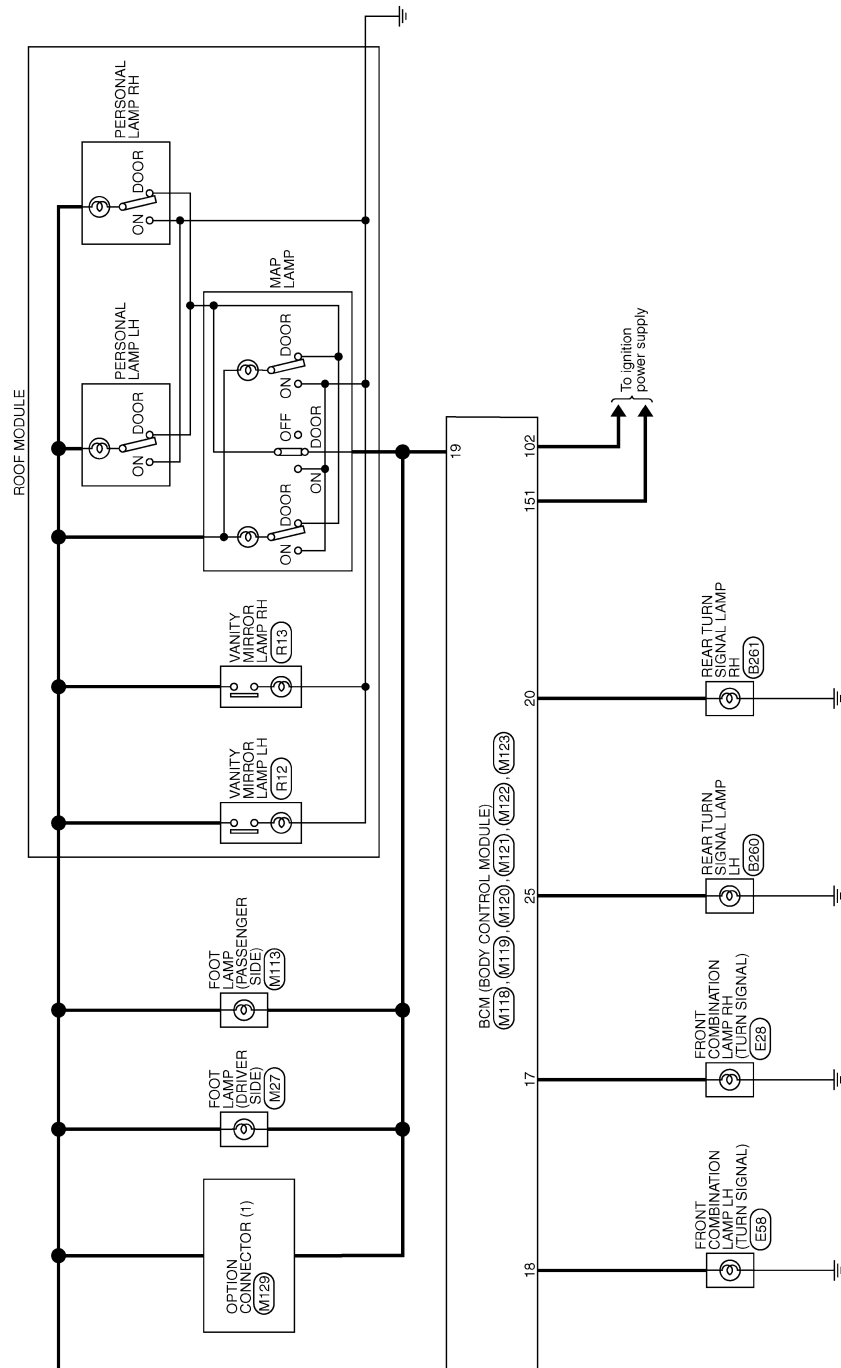 ROOF MODULE
OPTION
CONNECTOR (1)
M129
FOOT
LAMP
(DRIVER
SIDE)
M27
FOOT
LAMP
(PASSENGER
SIDE)
M113
VANITY
MIRROR
LAMP LH
R12
VANITY
MIRROR
LAMP RH
R13
PERSONAL
LAMP LH
ON
DOOR
PERSONAL
LAMP RH
ON
DOOR
MAP
LAMP
ON
DOOR
ON
DOOR
OFF
ON
DOOR
19
BCM (BODY CONTROL MODULE)
M118 , M119 , M120 , M121 , M122 , M123
18
17
25
20
151
102
To ignition
power supply
FRONT
COMBINATION
LAMP LH
(TURN SIGNAL)
E58
FRONT
COMBINATION
LAMP RH
(TURN SIGNAL)
E28
REAR TURN
SIGNAL LAMP
LH
B260
REAR TURN
SIGNAL LAMP
RH
B261